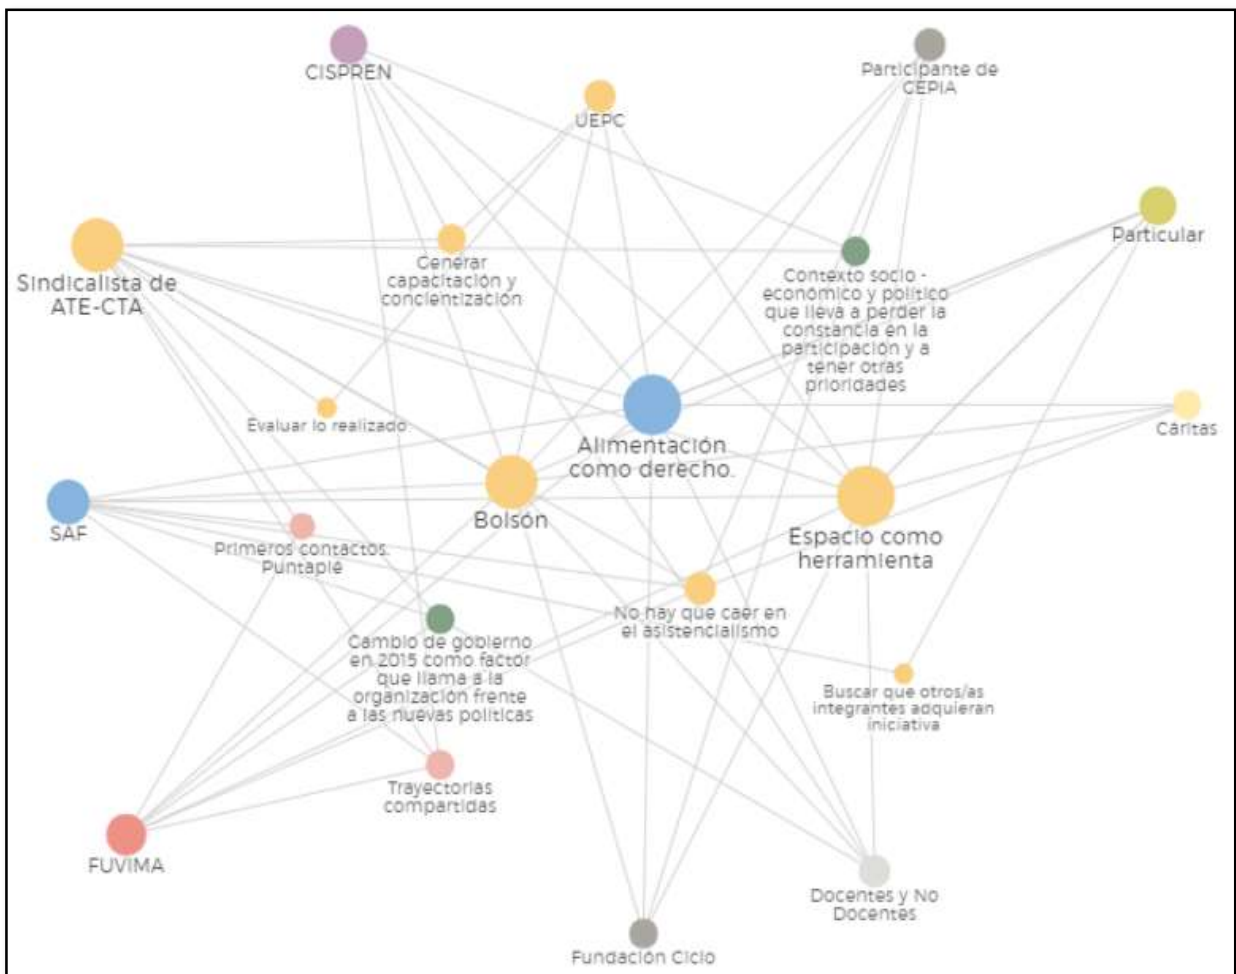 CISPREN
Participante de
CEPIA
UEPC
Particular
Sindicalista de
ATE-CTA
Generar
capacitación y
concientización
Contexto socio -
económico y político
que lleva a perder la
constancia en la
participación y a
tener otras
prioridades
Evaluar lo realizado.
Alimentación
como derecho.
Cáritas
SAF
Bolsón
Espacio como
herramienta
Primeros contactos.
Puntapié
No hay que caer en
el asistencialismo
Cambio de gobierno
en 2015 como factor
que llama a la
organización frente
a las nuevas políticas
Buscar que otros/as
integrantes adquieran
iniciativa
Trayectorias
compartidas
FUVIMA
Docentes y No
Docentes
Fundación Ciclo